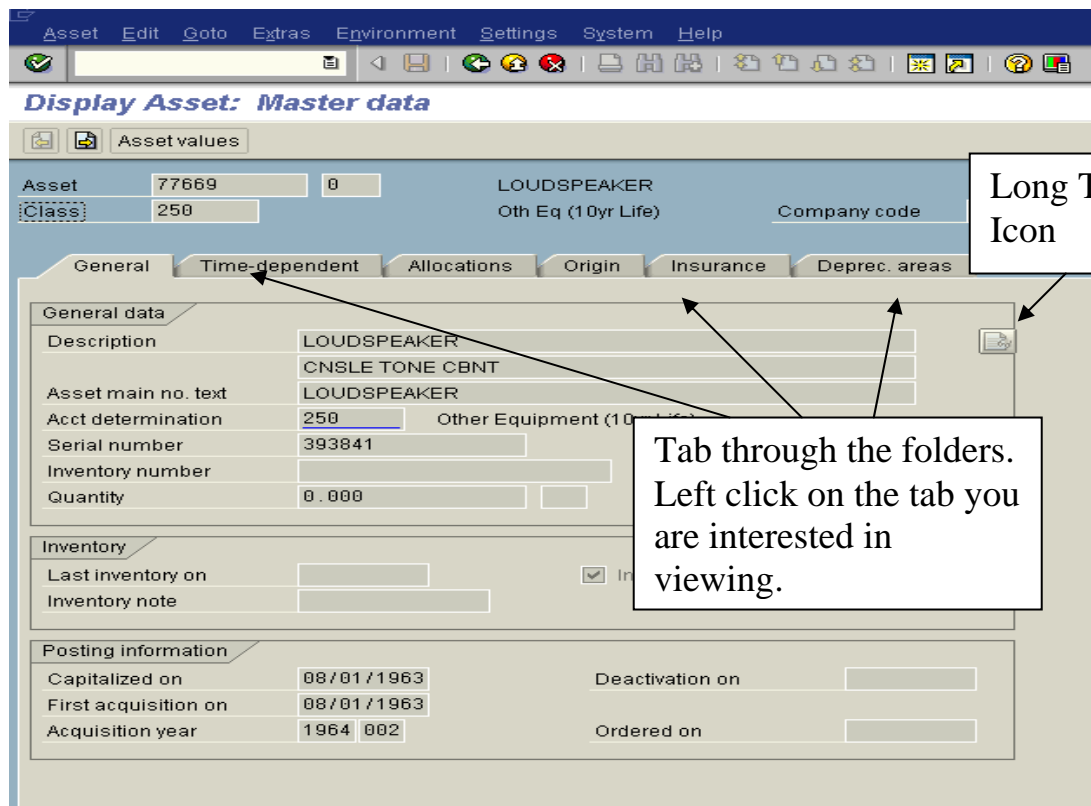 Asset Edit Goto Extras Environment Settings System Help
Display Asset: Master data
Asset values
Asset 77669 0 LOUDSPEAKER
Class 250 Oth Eq (10yr Life) Company code
Long
Icon
General Time-dependent Allocations Origin Insurance Deprec. areas
General data
Description LOUDSPEAKER
CNSLE TONE CBNT
Asset main no. text LOUDSPEAKER
Acct determination 250 Other Equipment (10yr Life)
Serial number 393841
Inventory number
Quantity 0.000
Tab through the folders.
Left click on the tab you
are interested in
viewing.
Inventory
Last inventory on
Inventory note
Posting information
Capitalized on 08/01/1963 Deactivation on
First acquisition on 08/01/1963
Acquisition year 1964 002 Ordered on